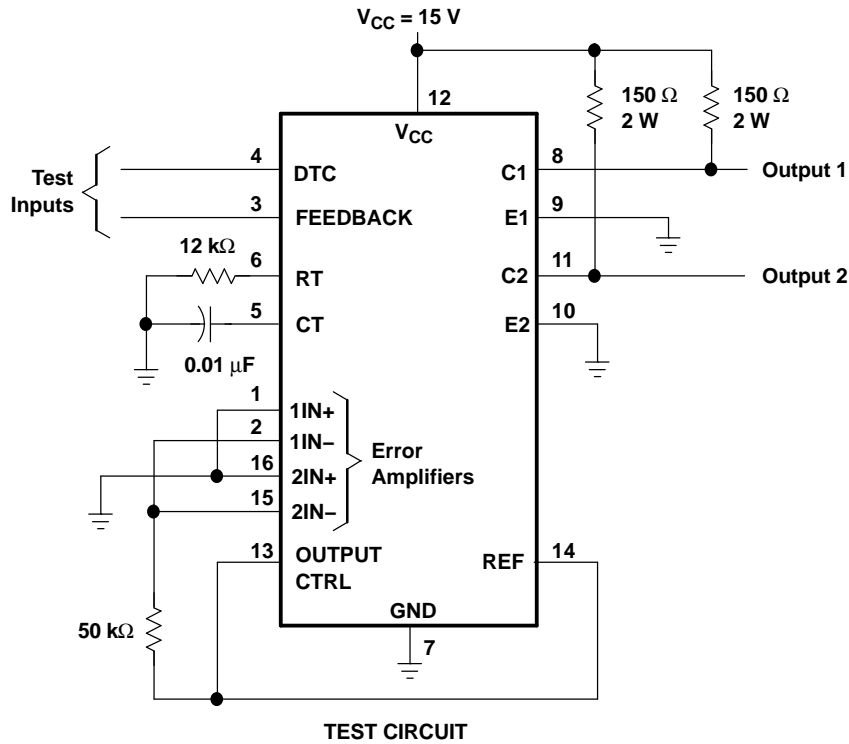 VCC = 15 V
12
VCC
150 Ω
2 W
150 Ω
2 W
Test
Inputs
4
DTC
3
FEEDBACK
12 kΩ
6
RT
5
CT
0.01 μF
1
1IN+
2
1IN−
16
2IN+
15
2IN−
Error
Amplifiers
13
OUTPUT
CTRL
50 kΩ
C1
8
Output 1
E1
9
C2
11
Output 2
E2
10
REF
14
GND
7
TEST CIRCUIT